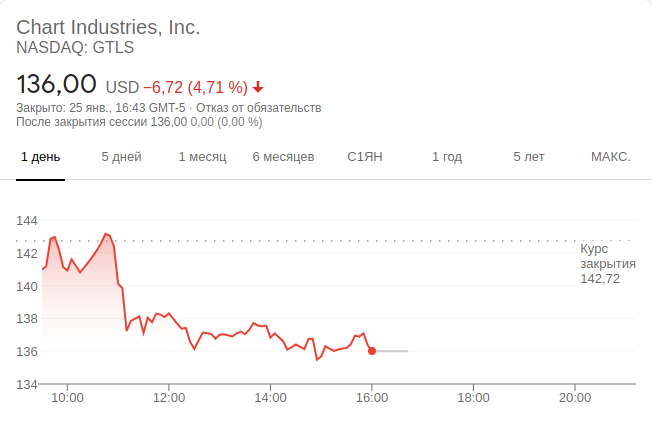 Chart Industries, Inc.
NASDAQ: GTLS
136,00 USD −6,72 (4,71 %)
Закрыто: 25 янв., 16:43 GMT-5 · Отказ от обязательств
После закрытия сессии 136,00 0,00 (0,00 %)
1 день 5 дней 1 месяц 6 месяцев С1ЯН 1 год 5 лет МАКС.
144
142
140
138
136
134
Курс
закрытия
142,72
10:00 12:00 14:00 16:00 18:00 20:00